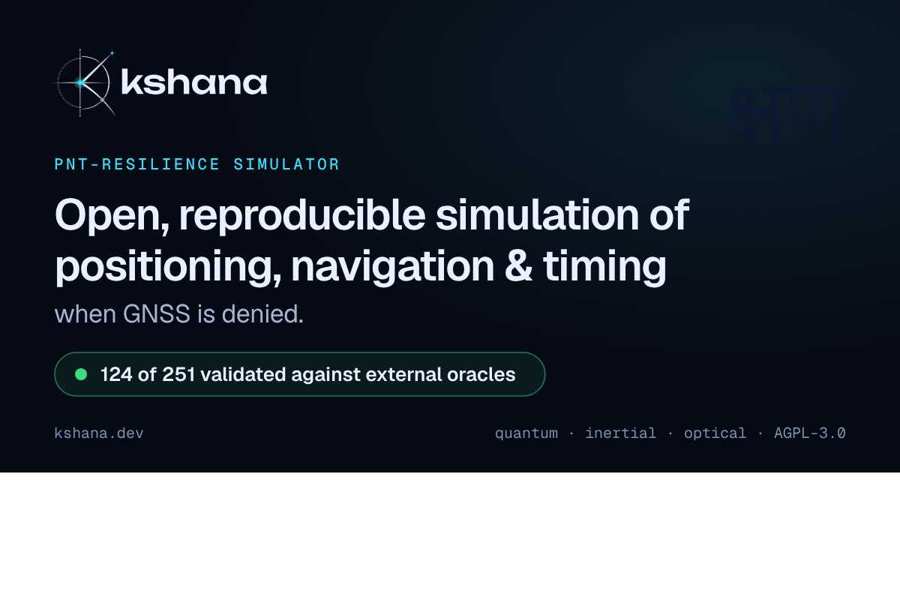 kshana
PNT-RESILIENCE SIMULATOR
Open, reproducible simulation of
positioning, navigation & timing
when GNSS is denied.
124 of 251 validated against external oracles
kshana.dev
quantum · inertial · optical · AGPL-3.0